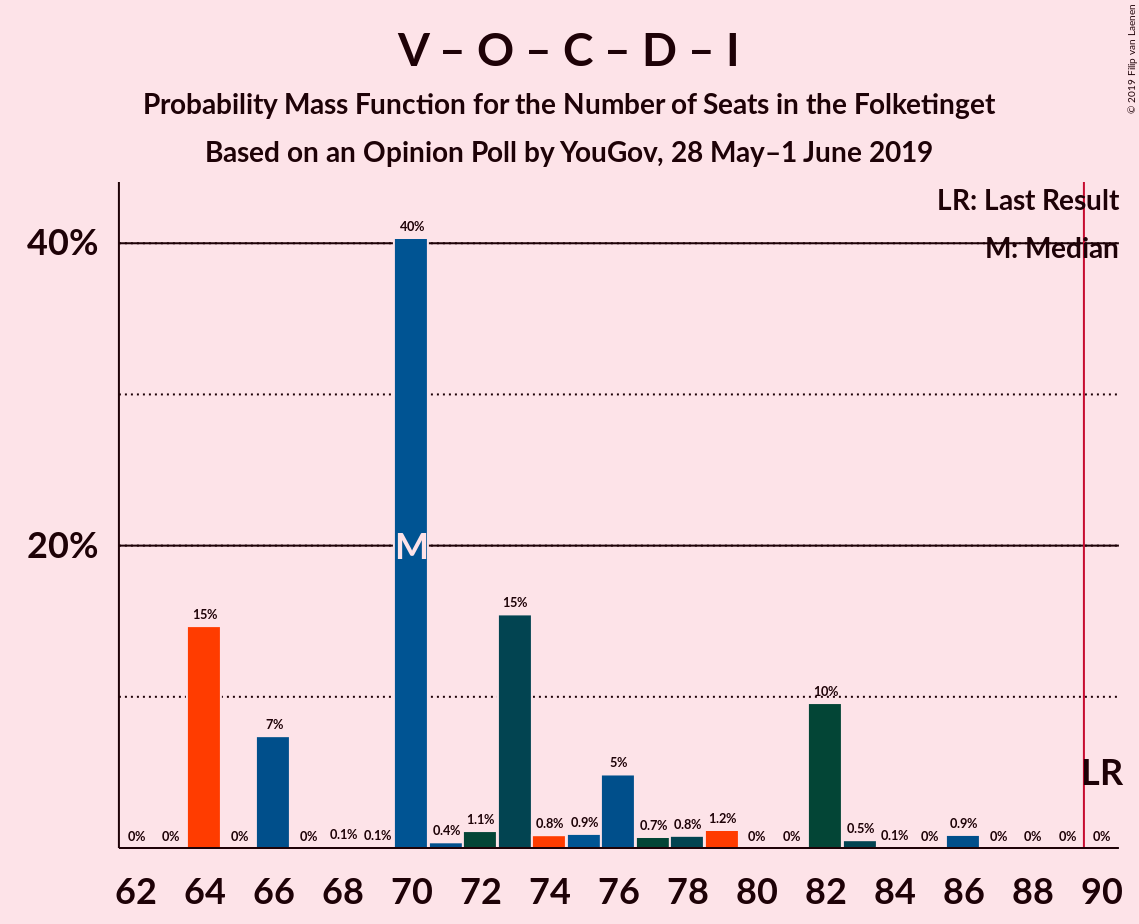 V – O – C – D – I
Probability Mass Function for the Number of Seats in the Folketinget
Based on an Opinion Poll by YouGov, 28 May–1 June 2019
© 2019 Filip van Laenen
LR: Last Result
M: Median
40%
20%
0% 0% 15% 0% 7% 0% 0.1% 0.1% 40% 0.4% 1.1% 15% 0.8% 0.9% 5% 0.7% 0.8% 1.2% 0% 0% 10% 0.5% 0.1% 0% 0.9% 0% 0% 0% 0%
M
LR
62 64 66 68 70 72 74 76 78 80 82 84 86 88 90